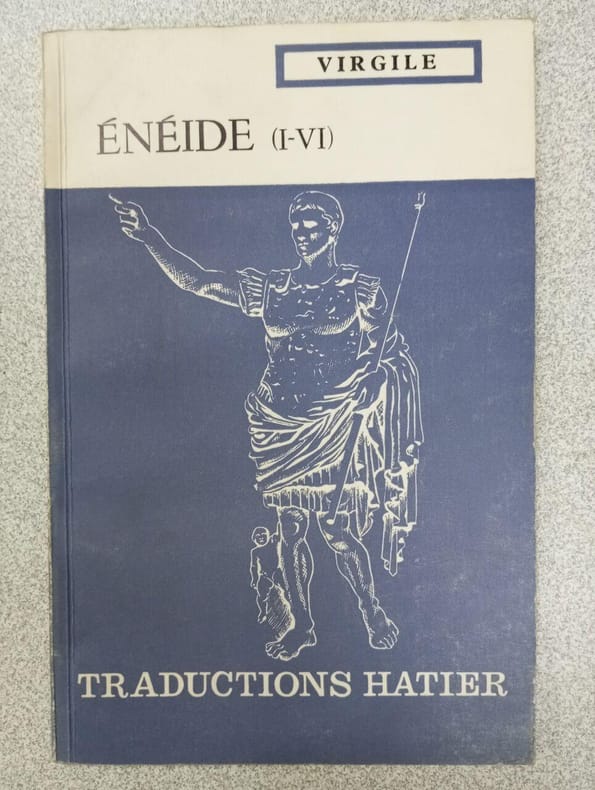 VIRGILE
ÉNÉIDE (I-VI)
TRADUCTIONS HATIER